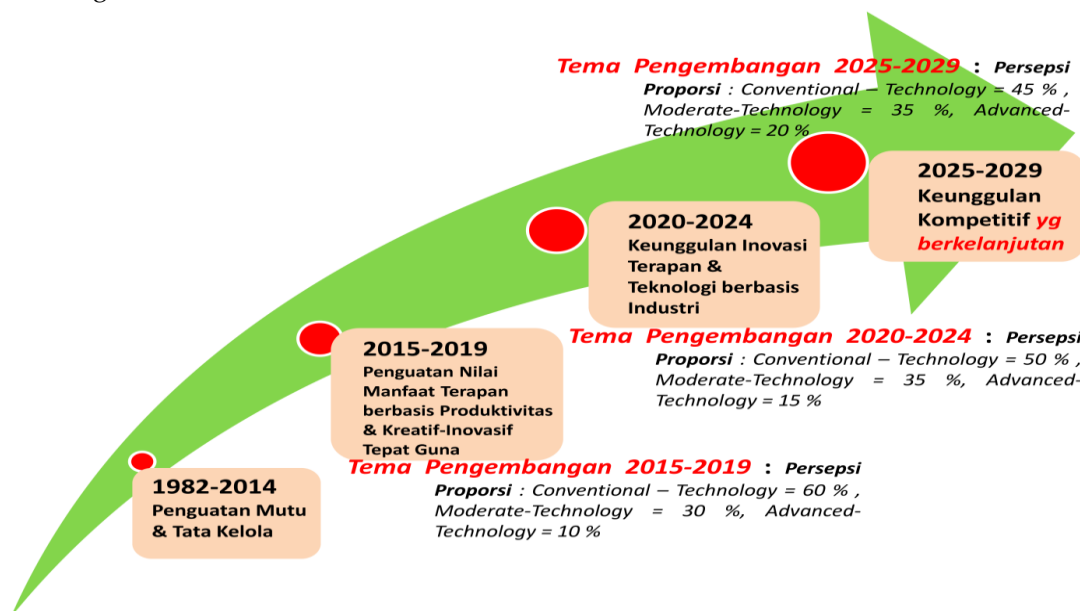 Tema Pengembangan 2025-2029 : Persepsi
Proporsi : Conventional – Technology = 45 % ,
Moderate-Technology = 35 %, Advanced-
Technology = 20 %
2025-2029
Keunggulan
Kompetitif yg
berkelanjutan
2020-2024
Keunggulan Inovasi
Terapan &
Teknologi berbasis
Industri
Tema Pengembangan 2020-2024 : Persepsi
Proporsi : Conventional – Technology = 50 % ,
Moderate-Technology = 35 %, Advanced-
Technology = 15 %
2015-2019
Penguatan Nilai
Manfaat Terapan
berbasis Produktivitas
& Kreatif-Inovasif
Tepat Guna
Tema Pengembangan 2015-2019 : Persepsi
Proporsi : Conventional – Technology = 60 % ,
Moderate-Technology = 30 %, Advanced-
Technology = 10 %
1982-2014
Penguatan Mutu
& Tata Kelola